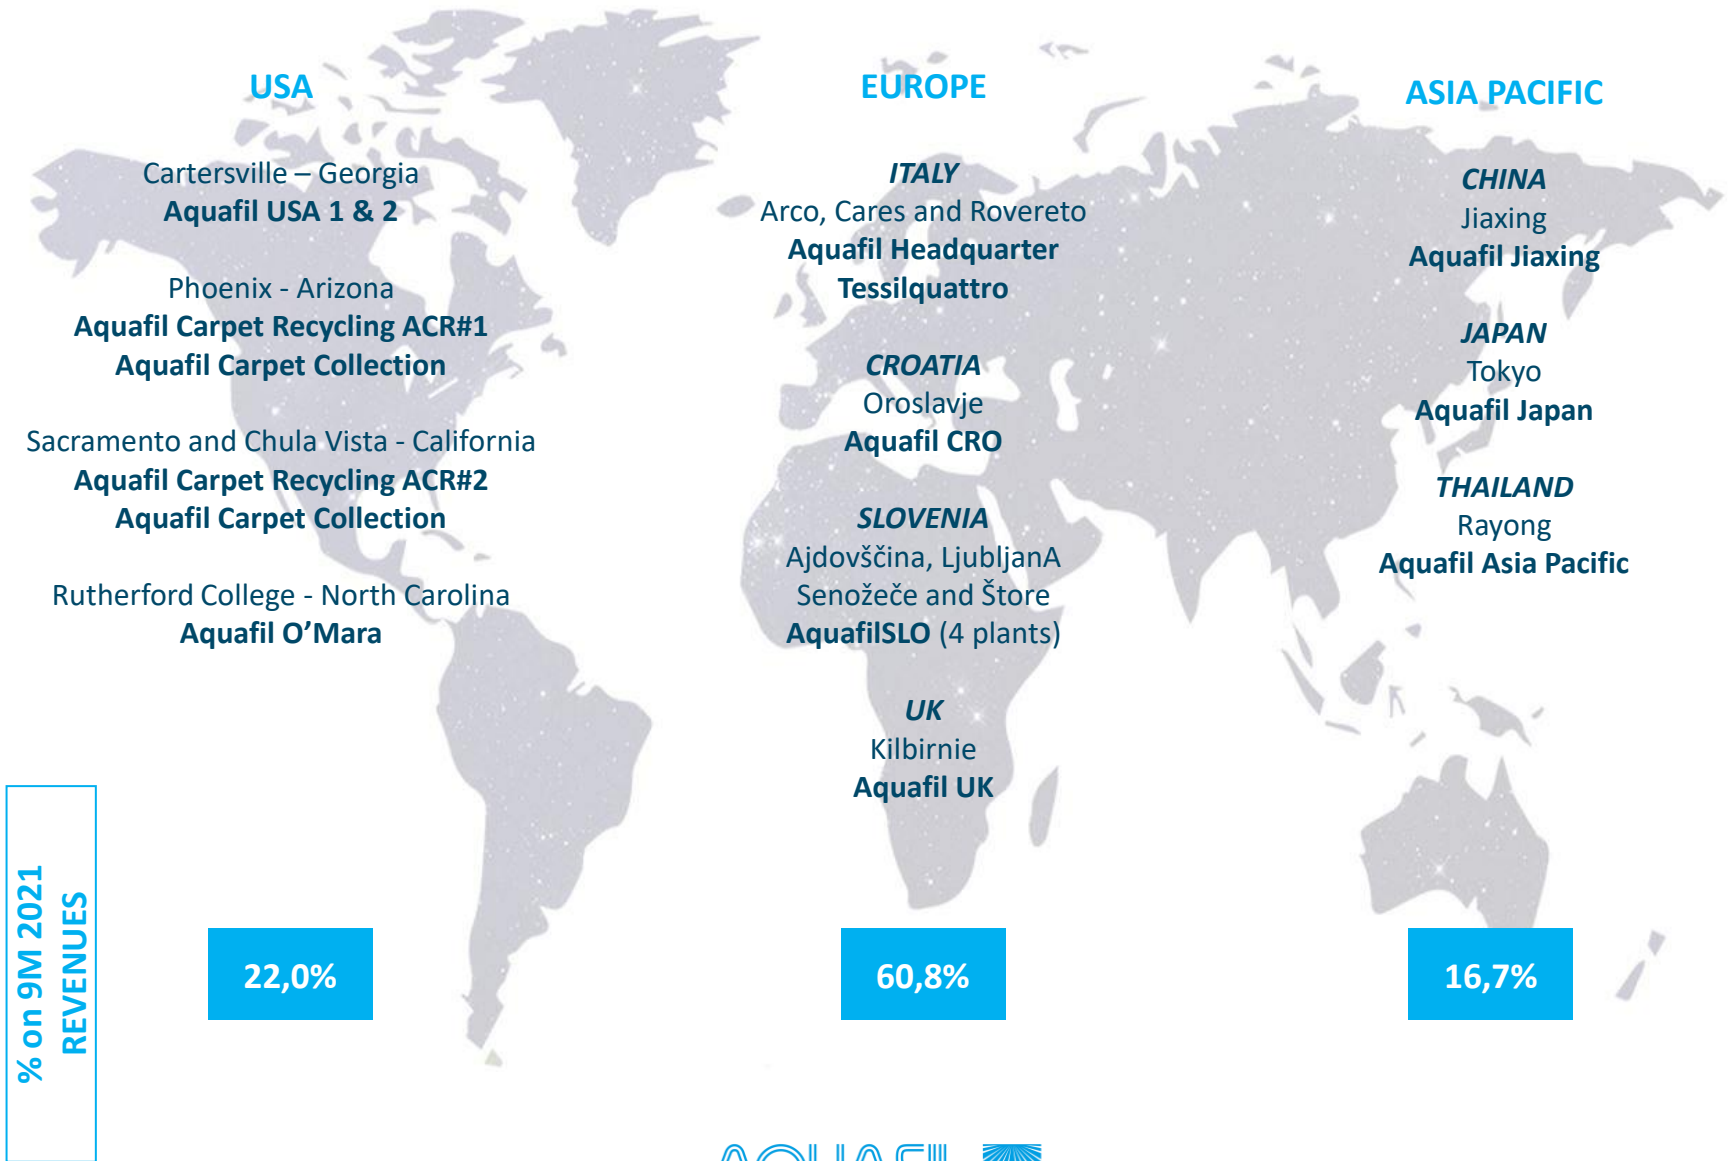 USA
Cartersville – Georgia
Aquafil USA 1 & 2
Phoenix - Arizona
Aquafil Carpet Recycling ACR#1
Aquafil Carpet Collection
Sacramento and Chula Vista - California
Aquafil Carpet Recycling ACR#2
Aquafil Carpet Collection
Rutherford College - North Carolina
Aquafil O’Mara
EUROPE
ITALY
Arco, Cares and Rovereto
Aquafil Headquarter
Tessilquattro
CROATIA
Oroslavje
Aquafil CRO
SLOVENIA
Ajdovščina, LjubljanA
Senožeče and Štore
AquafilSLO (4 plants)
UK
Kilbirnie
Aquafil UK
ASIA PACIFIC
CHINA
Jiaxing
Aquafil Jiaxing
JAPAN
Tokyo
Aquafil Japan
THAILAND
Rayong
Aquafil Asia Pacific
% on 9M 2021
REVENUES
22,0%
60,8%
16,7%
AQUAFIL